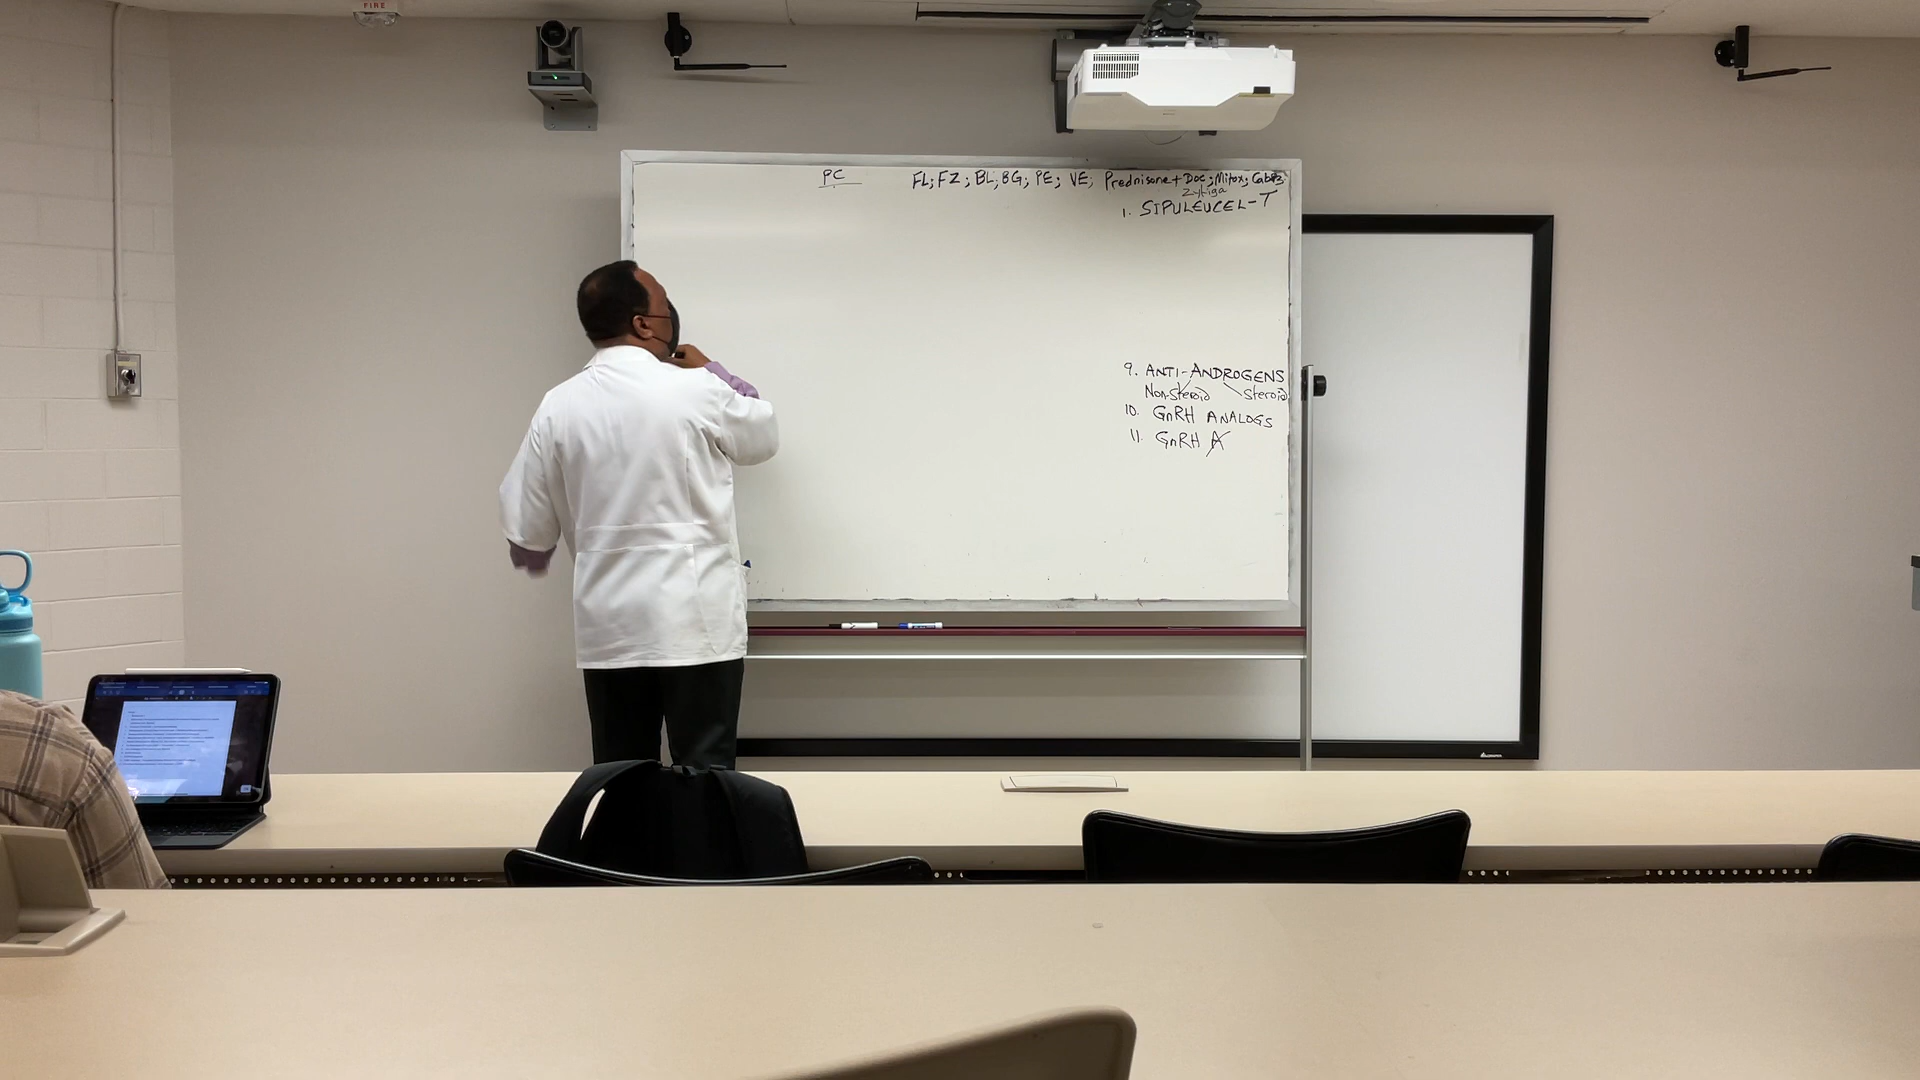 FIRE
PC
FL; FZ; BL; BG; PE; VE; Prednisone + Doc; Mitox; Cabaz
Zytiga
1. SIPULEUCEL-T
9. ANTI-ANDROGENS
Non-Steroid Steroid
10. GnRH ANALOGS
11. GnRH A